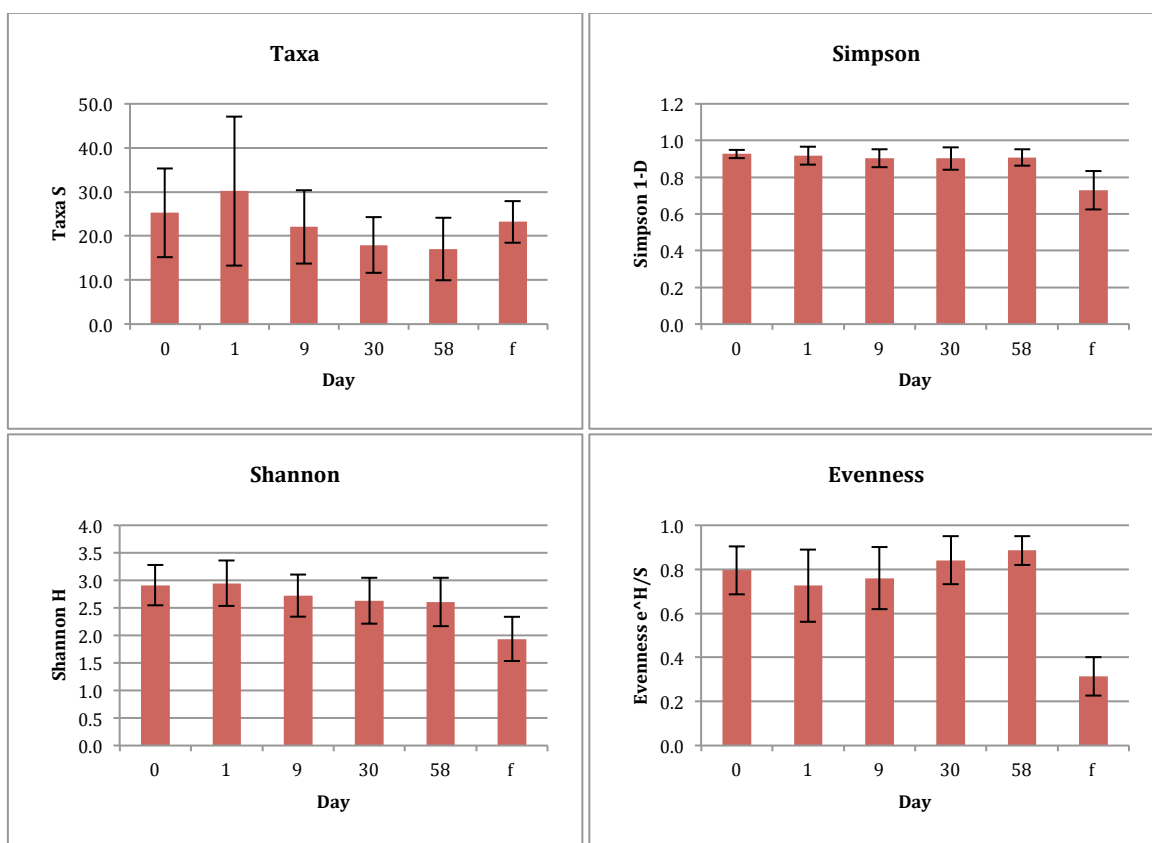 Taxa
Taxa S
50.0
40.0
30.0
20.0
10.0
0.0
0 1 9 30 58 f
Day
Simpson
Simpson 1-D
1.2
1.0
0.8
0.6
0.4
0.2
0.0
0 1 9 30 58 f
Day
Shannon
Shannon H
4.0
3.5
3.0
2.5
2.0
1.5
1.0
0.5
0.0
0 1 9 30 58 f
Day
Evenness
Evenness e^H/S
1.0
0.8
0.6
0.4
0.2
0.0
0 1 9 30 58 f
Day